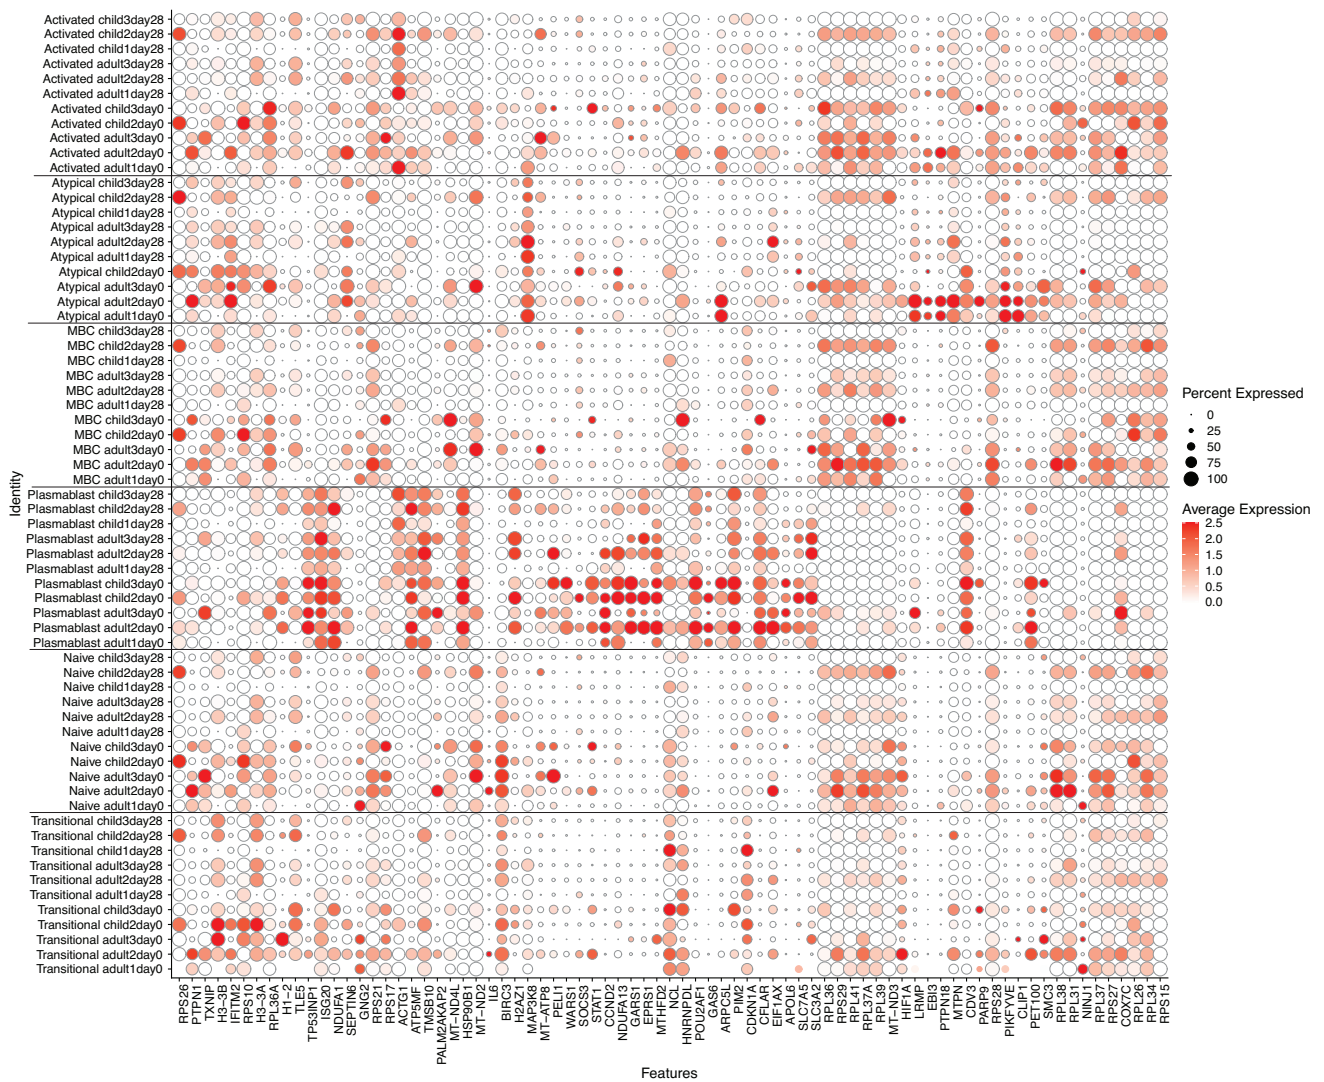 Activated child3day28
Activated child2day28
Activated child1day28
Activated adult3day28
Activated adult2day28
Activated adult1day28
Activated child3day0
Activated child2day0
Activated adult3day0
Activated adult2day0
Activated adult1day0
Atypical child3day28
Atypical child2day28
Atypical child1day28
Atypical adult3day28
Atypical adult2day28
Atypical adult1day28
Atypical child2day0
Atypical adult3day0
Atypical adult2day0
Atypical adult1day0
MBC child3day28
MBC child2day28
MBC child1day28
MBC adult3day28
MBC adult2day28
MBC adult1day28
MBC child3day0
MBC child2day0
MBC adult3day0
MBC adult2day0
MBC adult1day0
Plasmablast child3day28
Plasmablast child2day28
Plasmablast child1day28
Plasmablast adult3day28
Plasmablast adult2day28
Plasmablast adult1day28
Plasmablast child3day0
Plasmablast child2day0
Plasmablast adult3day0
Plasmablast adult2day0
Plasmablast adult1day0
Naive child3day28
Naive child2day28
Naive child1day28
Naive adult3day28
Naive adult2day28
Naive adult1day28
Naive child3day0
Naive child2day0
Naive adult3day0
Naive adult2day0
Naive adult1day0
Transitional child3day28
Transitional child2day28
Transitional child1day28
Transitional adult3day28
Transitional adult2day28
Transitional adult1day28
Transitional child3day0
Transitional child2day0
Transitional adult3day0
Transitional adult2day0
Transitional adult1day0
Identity
RPS26
PTPN1
TXNIP
H3-3B
IFITM2
RPS10
H3-3A
RPL36A
H1-2
TLE5
TP53INP1
ISG20
NDUFA1
SEPTIN6
GNG2
RPS21
RPS17
ACTG1
ATP5MF
TMSB10
PALM2AKAP2
MT-ND4L
HSP90B1
MT-ND2
IL6
BIRC3
H2AZ1
MAP3K8
MT-ATP8
PELI1
WARS1
SOCS3
STAT1
CCND2
NDUFA13
GARS1
EPRS1
MTHFD2
NCL
HNRNPDL
POU2AF1
GAS6
ARPC5L
PIM2
CDKN1A
CFLAR
EIF1AX
APOL6
SLC7A5
SLC3A2
RPL36
RPS29
RPL41
RPL37A
RPL39
MT-ND3
HIF1A
LRMP
EBI3
PTPN18
MTPN
CDV3
PARP9
RPS28
PIKFYVE
CLIP1
PET100
SMC3
RPL38
RPL31
NINJ1
RPL37
RPS27
COX7C
RPL26
RPL34
RPS15
Features
Percent Expressed
0
25
50
75
100
Average Expression
2.5
2.0
1.5
1.0
0.5
0.0